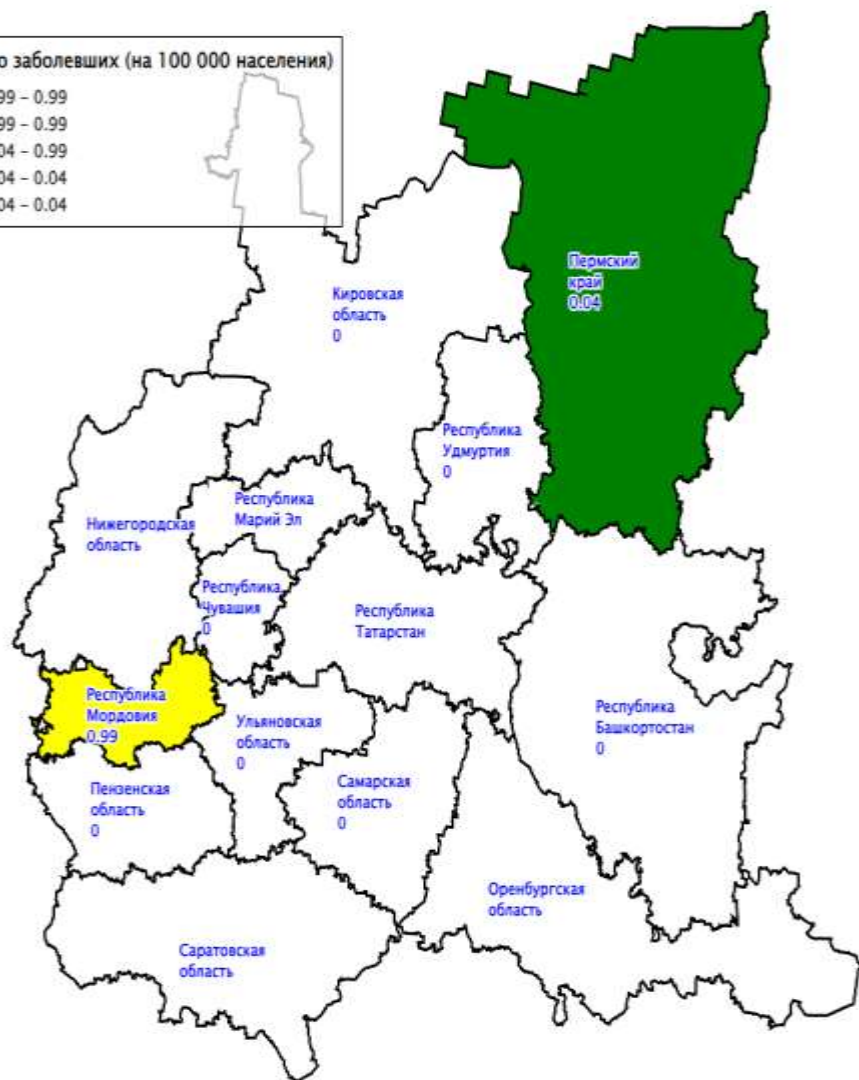 о заболевших (на 100 000 населения)
99 – 0.99
99 – 0.99
04 – 0.99
04 – 0.04
04 – 0.04
Пермский
край
0.04
Кировская
область
0
Республика
Удмуртия
0
Республика
Марий Эл
Нижегородская
область
Республика
Чувашия
0
Республика
Татарстан
Республика
Мордовия
0.99
Ульяновская
область
0
Республика
Башкортостан
0
Пензенская
область
0
Самарская
область
0
Оренбургская
область
Саратовская
область